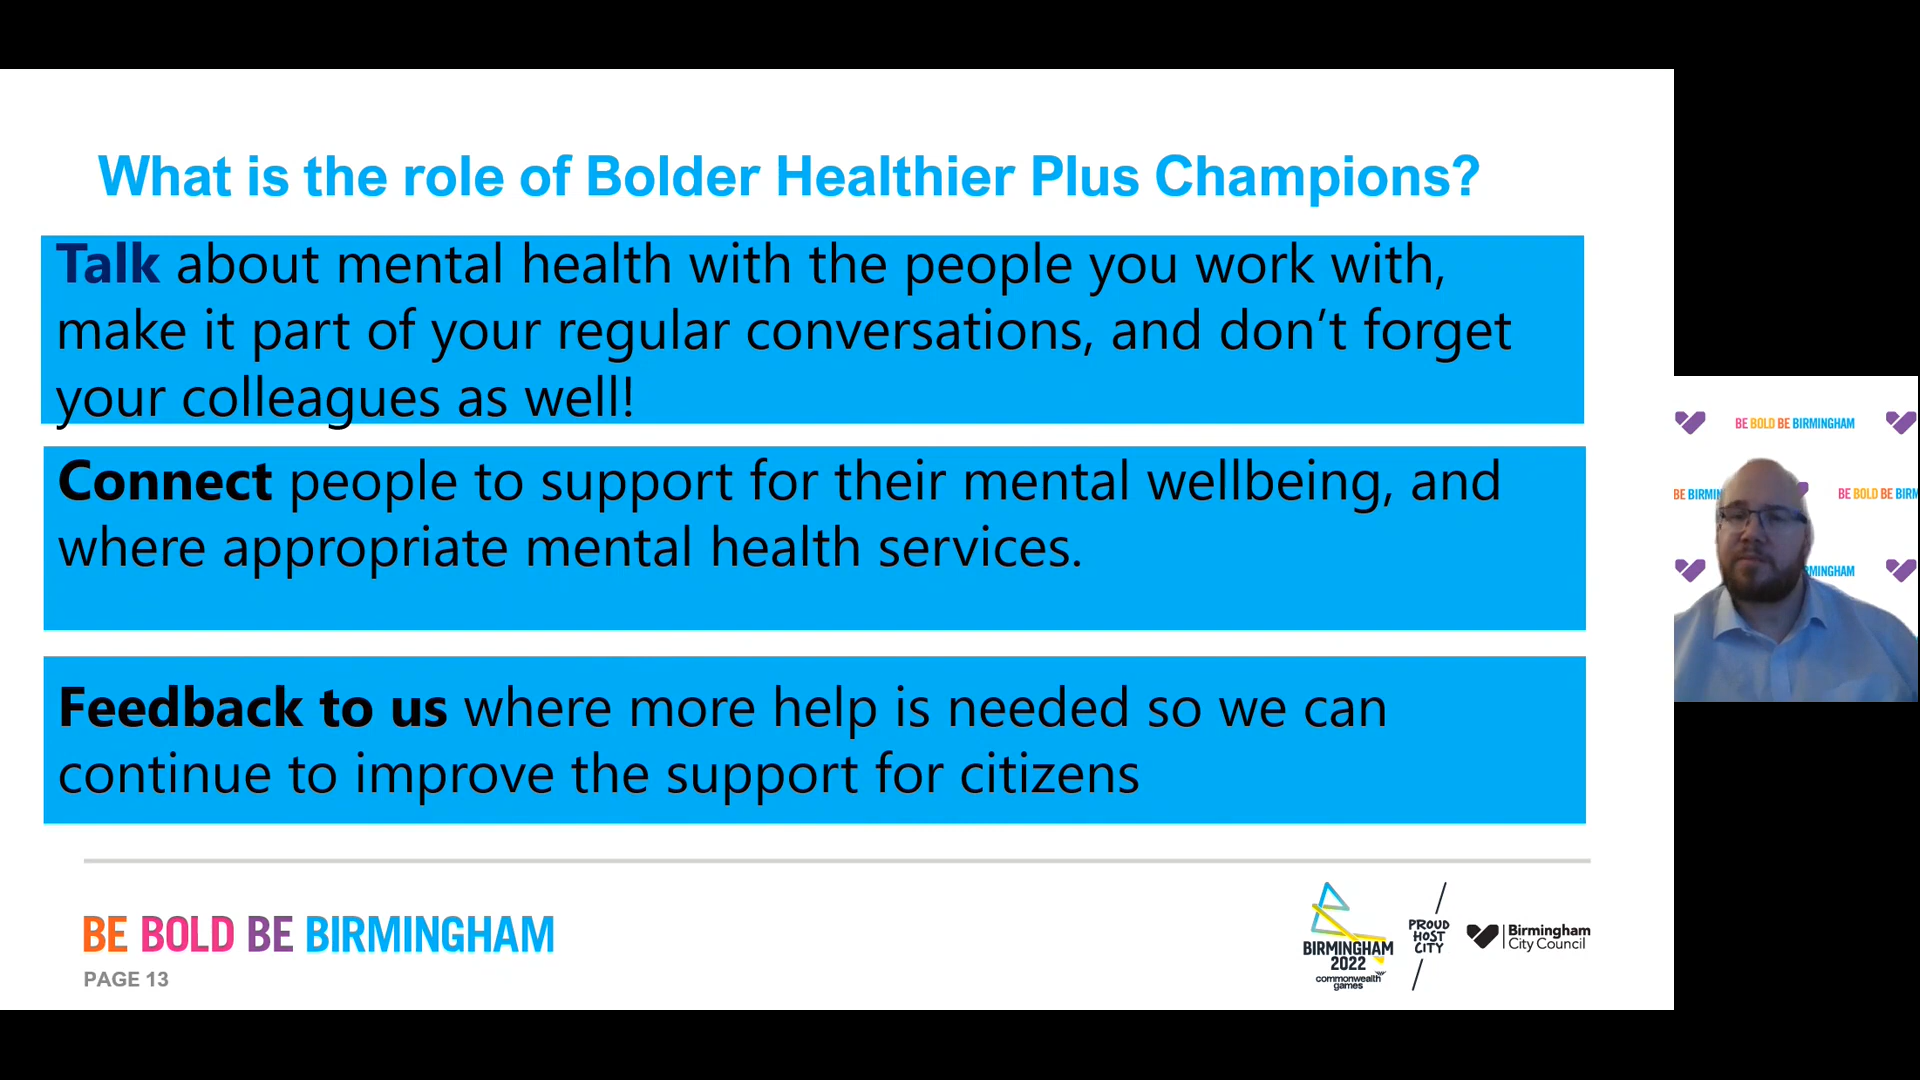 What is the role of Bolder Healthier Plus Champions?
Talk about mental health with the people you work with,
make it part of your regular conversations, and don’t forget
your colleagues as well!
Connect people to support for their mental wellbeing, and
where appropriate mental health services.
Feedback to us where more help is needed so we can
continue to improve the support for citizens
BE BOLD BE BIRMINGHAM
PAGE 13
BIRMINGHAM
2022
commonwealth
games
PROUD
HOST
CITY
Birmingham
City Council
BE BOLD BE BIRMINGHAM
BE BIRMIN
BE BOLD BE BIRM
RMINGHAM